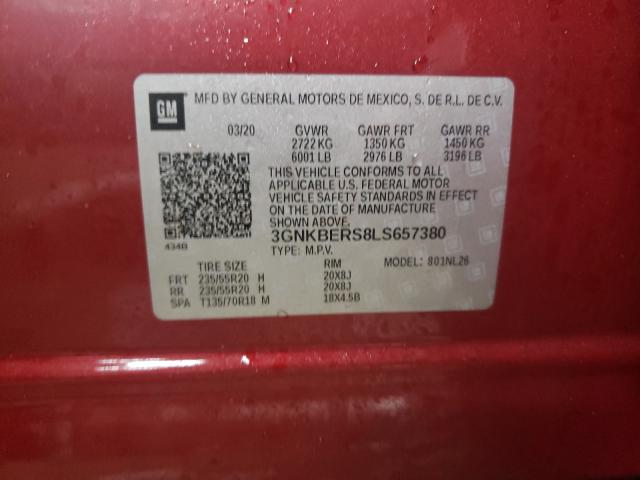 GM MFD BY GENERAL MOTORS DE MEXICO, S. DE R.L. DE C.V.
03/20 GVWR GAWR FRT GAWR RR
2722 KG 1350 KG 1450 KG
6001 LB 2976 LB 3196 LB
THIS VEHICLE CONFORMS TO ALL
APPLICABLE U.S. FEDERAL MOTOR
VEHICLE SAFETY STANDARDS IN EFFECT
ON THE DATE OF MANUFACTURE
SHOWN ABOVE.
434B 3GNKBERS8LS657380
TYPE: M.P.V. MODEL: 801NL26
TIRE SIZE RIM
FRT 235/55R20 H 20X8J
RR 235/55R20 H 20X8J
SPA T135/70R18 M 18X4.5B